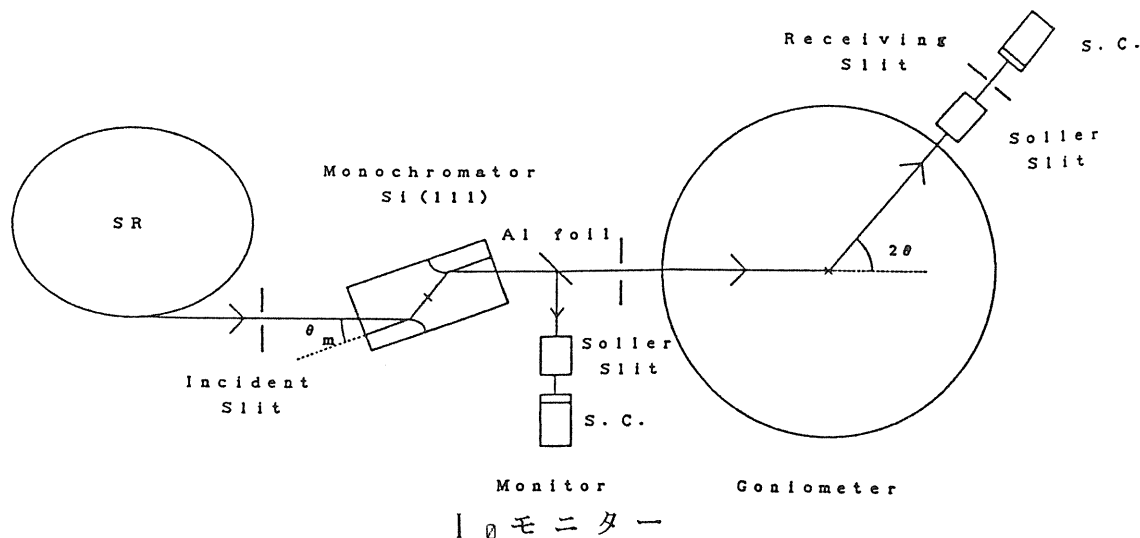 Receiving
Slit
S. C.
Soller
Slit
Monochromator
Si(111)
SR
Al foil
2θ
θm
Incident
Slit
Soller
Slit
S. C.
Monitor
Goniometer
I0モニター